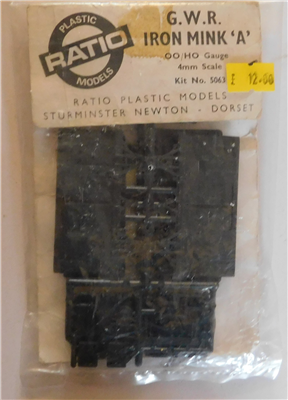 PLASTIC
RATIO
MODELS
G.W.R.
IRON MINK 'A'
OO/HO Gauge
4mm Scale
Kit No. 5063
£ 12.00
RATIO PLASTIC MODELS
STURMINSTER NEWTON - DORSET